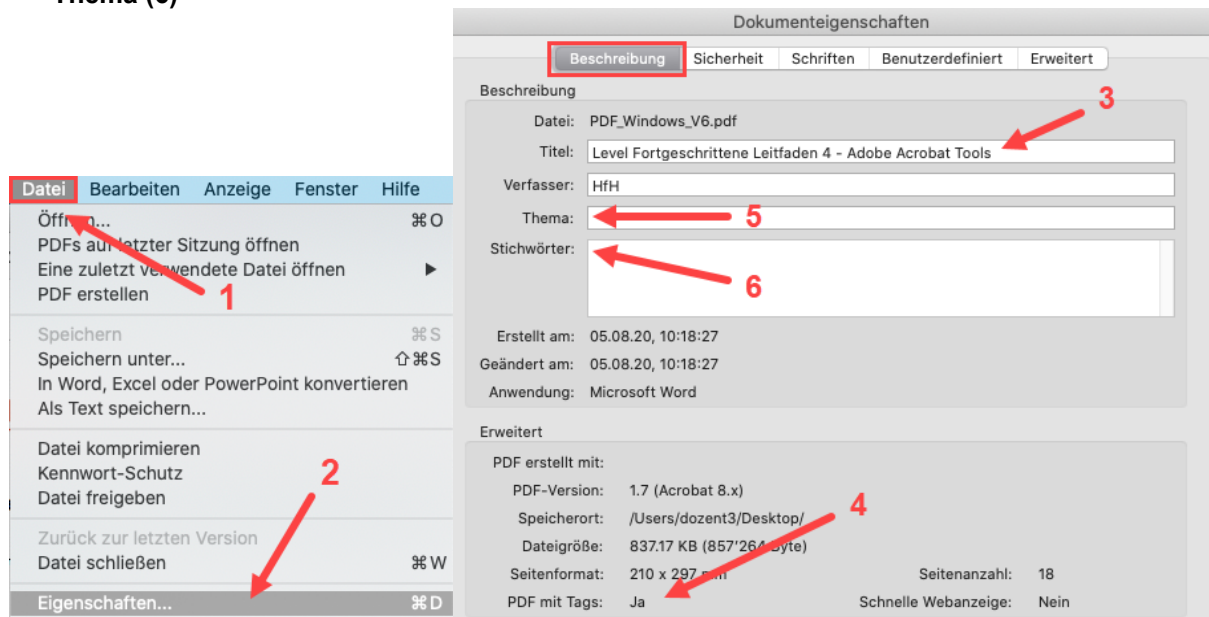 Thema (5)
Datei Bearbeiten Anzeige Fenster Hilfe
Öffnen... ⌘O
PDFs auf letzter Sitzung öffnen
Eine zuletzt verwendete Datei öffnen ▶
PDF erstellen
1
Speichern ⌘S
Speichern unter... ⇧⌘S
In Word, Excel oder PowerPoint konvertieren
Als Text speichern...
Datei komprimieren
Kennwort-Schutz
2
Datei freigeben
Zurück zur letzten Version
Datei schließen ⌘W
Eigenschaften... ⌘D
Dokumenteigenschaften
Beschreibung Sicherheit Schriften Benutzerdefiniert Erweitert
Beschreibung
3
Datei: PDF_Windows_V6.pdf
Titel: Level Fortgeschrittene Leitfaden 4 - Adobe Acrobat Tools
Verfasser: HfH
Thema: 5
Stichwörter:
6
Erstellt am: 05.08.20, 10:18:27
Geändert am: 05.08.20, 10:18:27
Anwendung: Microsoft Word
Erweitert
PDF erstellt mit:
PDF-Version: 1.7 (Acrobat 8.x)
4
Speicherort: /Users/dozent3/Desktop/
Dateigröße: 837.17 KB (857'264 Byte)
Seitenformat: 210 x 297 mm Seitenanzahl: 18
PDF mit Tags: Ja Schnelle Webanzeige: Nein